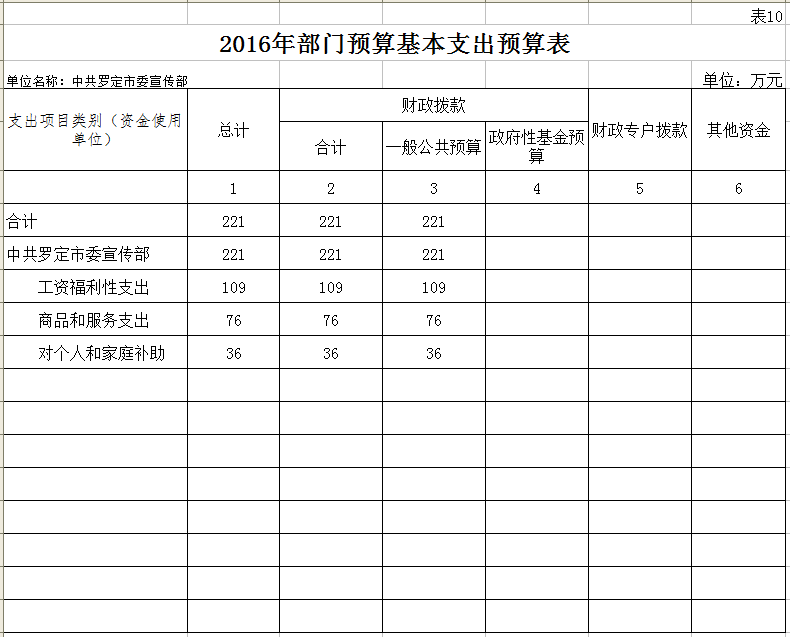 表10
2016年部门预算基本支出预算表
单位名称：中共罗定市委宣传部 单位：万元
支出项目类别（资金使用单位） 总计 财政拨款 财政专户拨款 其他资金
合计 一般公共预算 政府性基金预算
1 2 3 4 5 6
合计 221 221 221
中共罗定市委宣传部 221 221 221
工资福利性支出 109 109 109
商品和服务支出 76 76 76
对个人和家庭补助 36 36 36